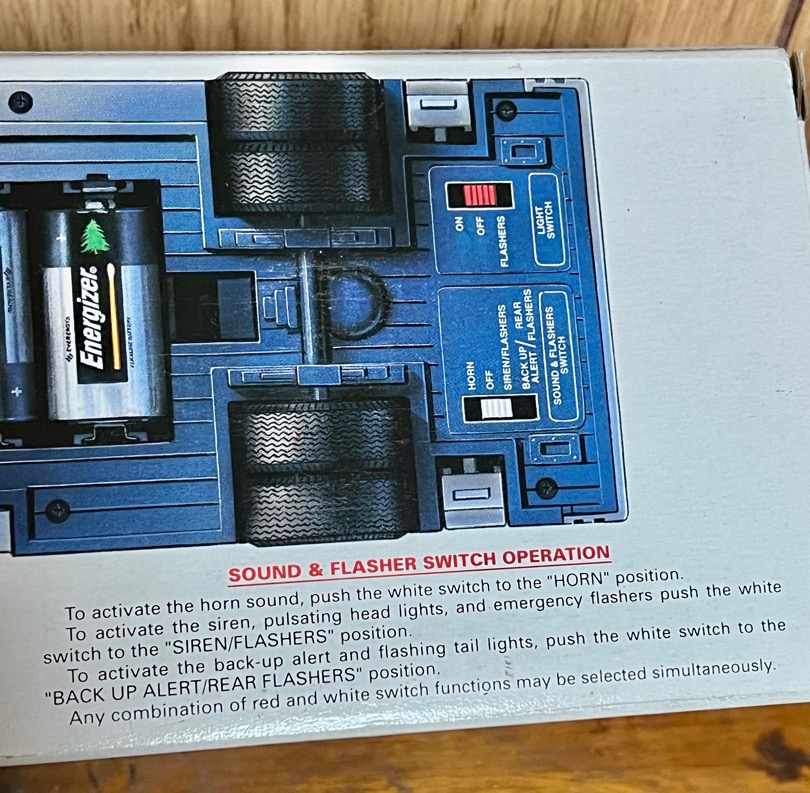 ON
OFF
FLASHERS
LIGHT
SWITCH
HORN
OFF
SIREN/FLASHERS
BACK UP/ REAR
ALERT / FLASHERS
SOUND & FLASHERS
SWITCH
Energizer®
+
SOUND & FLASHER SWITCH OPERATION
To activate the horn sound, push the white switch to the "HORN" position.
To activate the siren, pulsating head lights, and emergency flashers push the white
switch to the "SIREN/FLASHERS" position.
To activate the back-up alert and flashing tail lights, push the white switch to the
"BACK UP ALERT/REAR FLASHERS" position.
Any combination of red and white switch functions may be selected simultaneously.